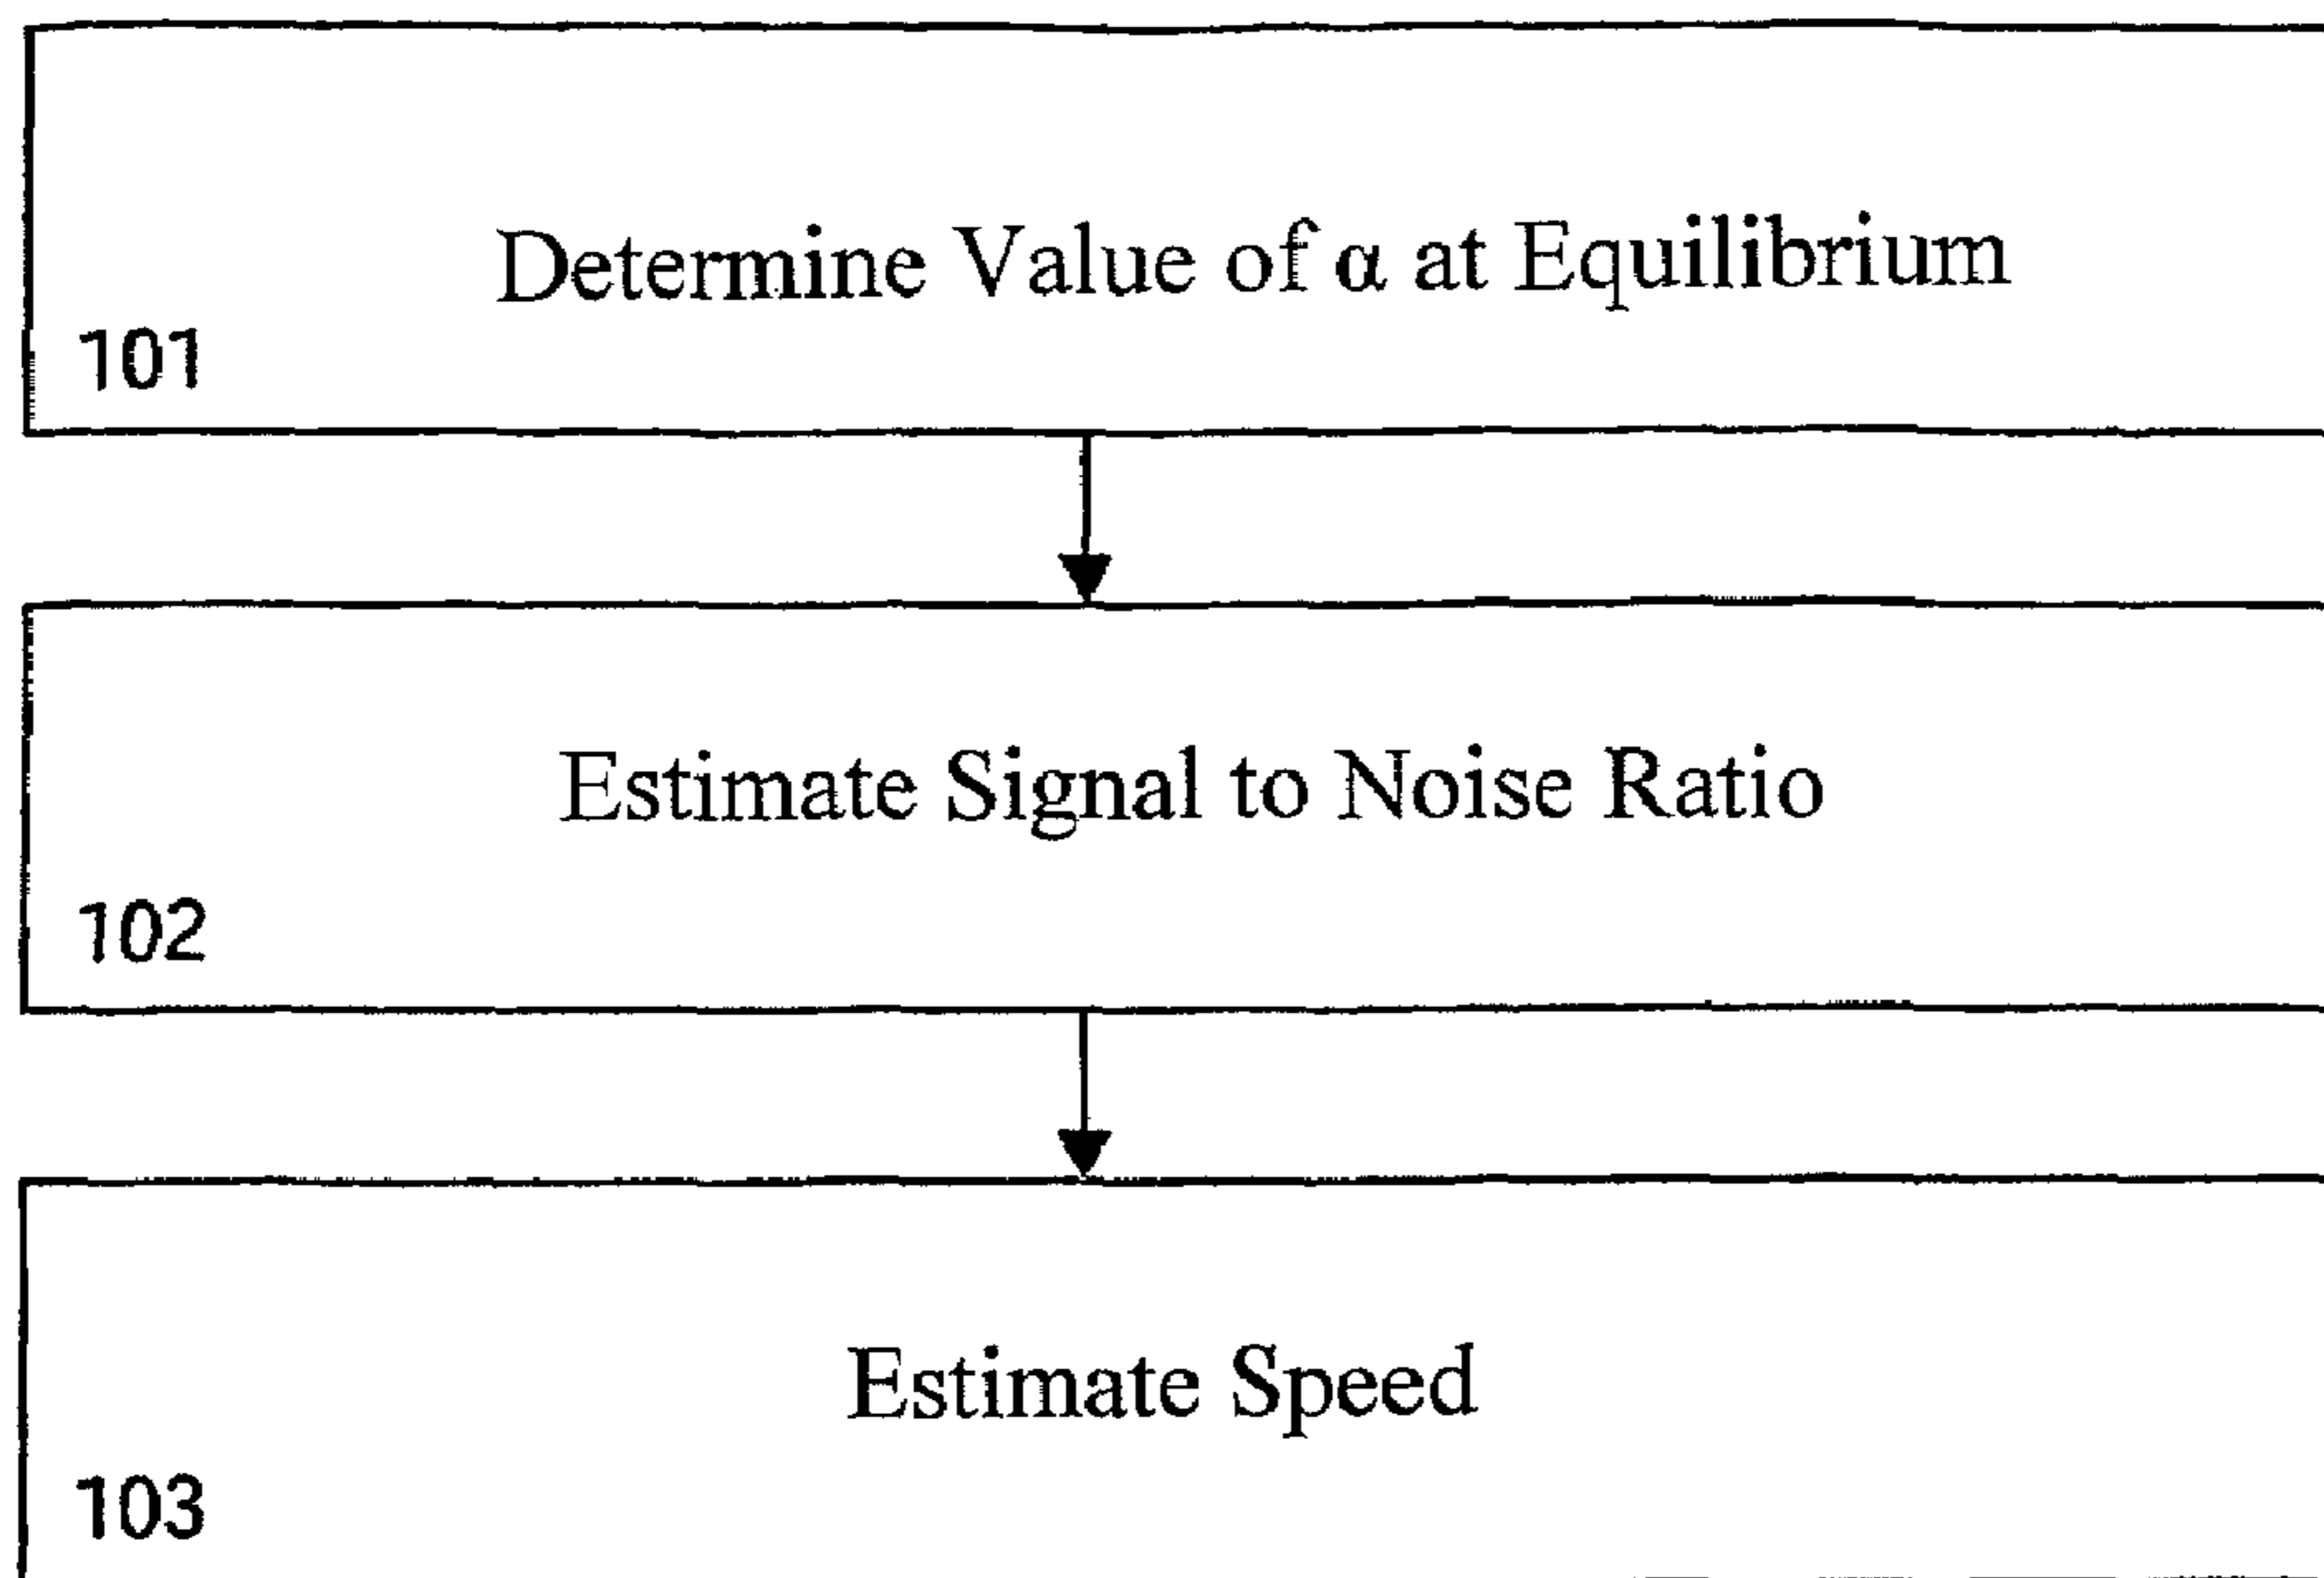 Determine Value of α at Equilibrium
101
Estimate Signal to Noise Ratio
102
Estimate Speed
103